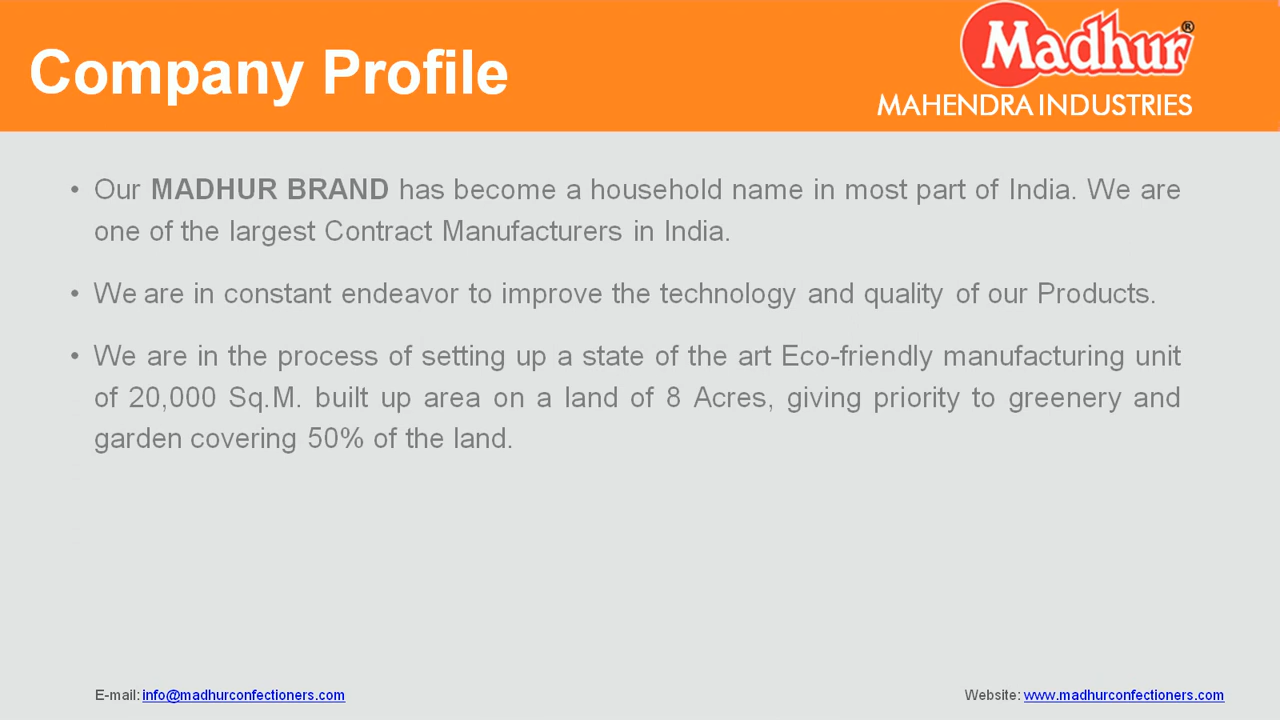 Company Profile
Madhur®
MAHENDRA INDUSTRIES
• Our MADHUR BRAND has become a household name in most part of India. We are
one of the largest Contract Manufacturers in India.
• We are in constant endeavor to improve the technology and quality of our Products.
• We are in the process of setting up a state of the art Eco-friendly manufacturing unit
of 20,000 Sq.M. built up area on a land of 8 Acres, giving priority to greenery and
garden covering 50% of the land.
E-mail: info@madhurconfectioners.com
Website: www.madhurconfectioners.com